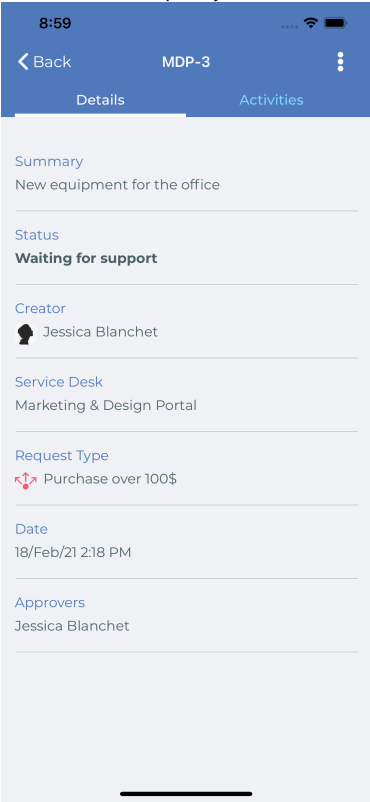 8:59
Back
MDP-3
Details
Activities
Summary
New equipment for the office
Status
Waiting for support
Creator
Jessica Blanchet
Service Desk
Marketing & Design Portal
Request Type
Purchase over 100$
Date
18/Feb/21 2:18 PM
Approvers
Jessica Blanchet